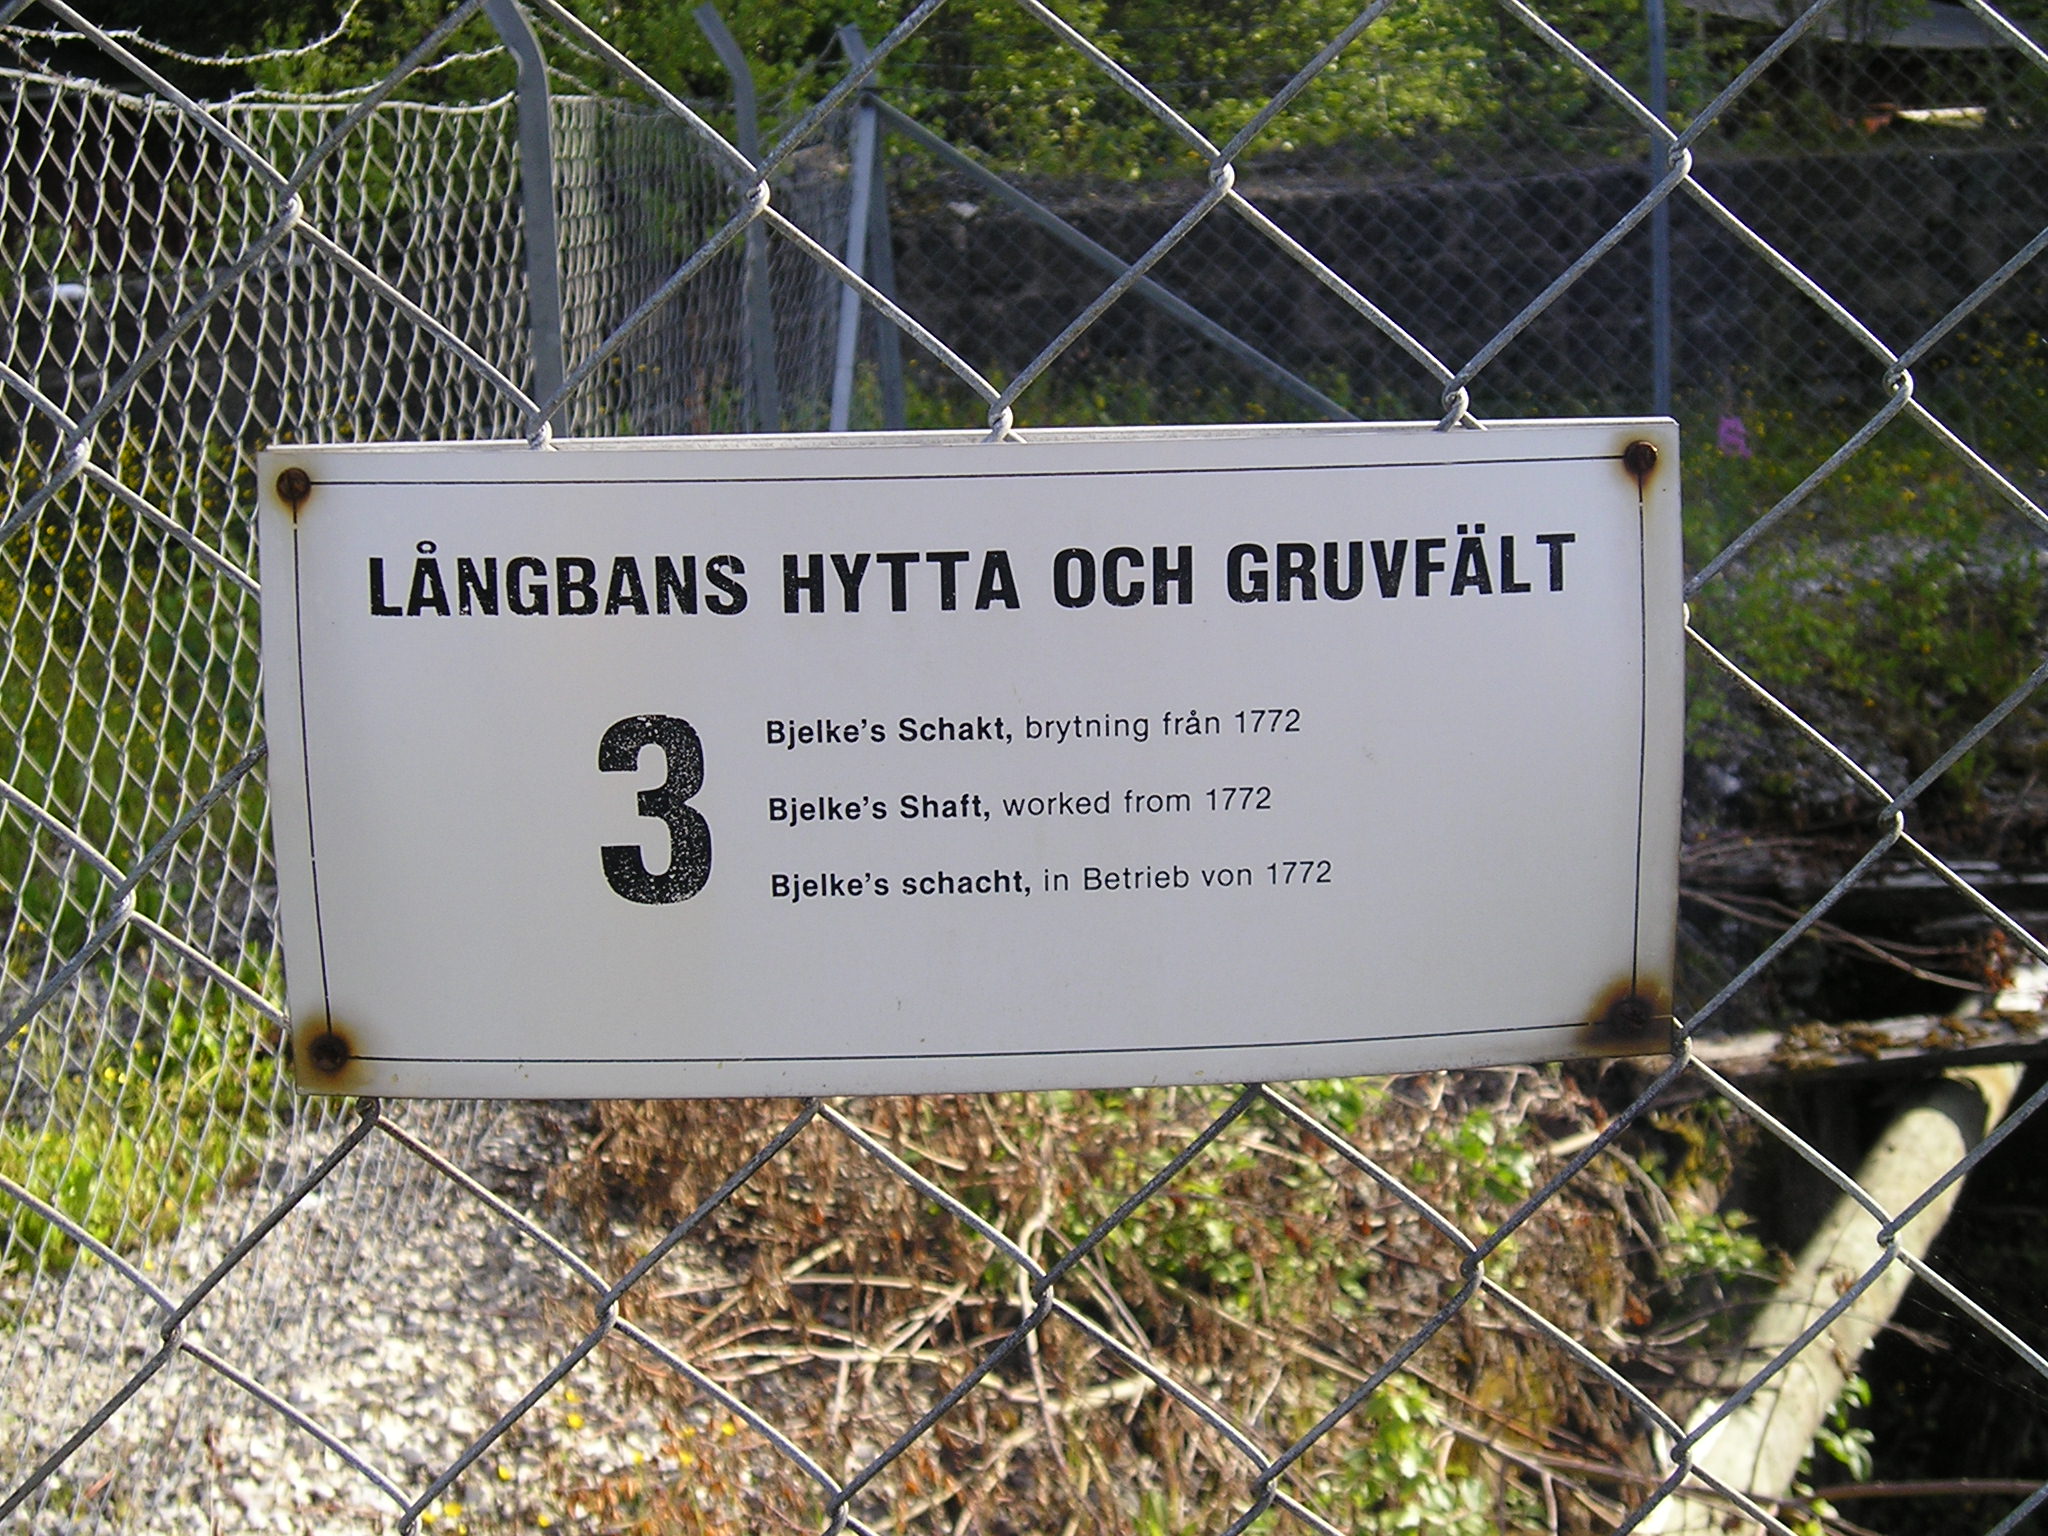 LÅNGBANS HYTTA OCH GRUVFÄLT
3
Bjelke’s Schakt, brytning från 1772
Bjelke’s Shaft, worked from 1772
Bjelke’s schacht, in Betrieb von 1772